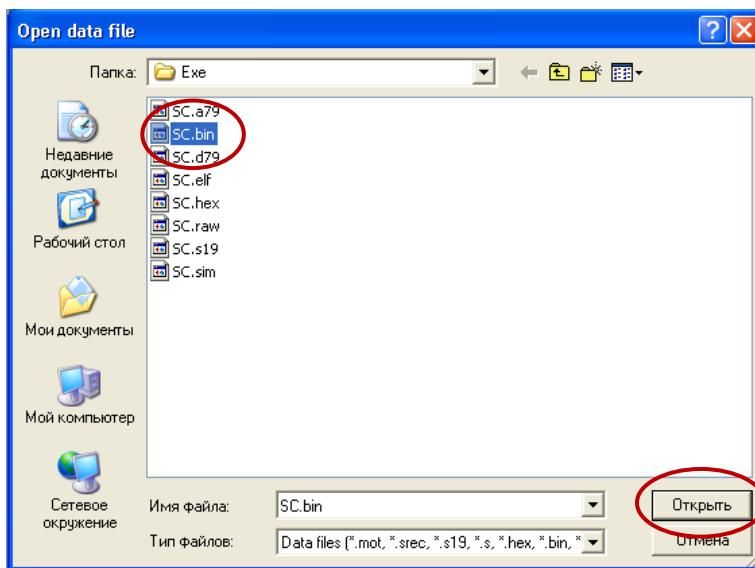 Open data file
Папка: Exe
SC.a79
SC.bin
SC.d79
SC.elf
SC.hex
SC.raw
SC.s19
SC.sim
Недавние
документы
Рабочий стол
Мои документы
Мой компьютер
Сетевое
окружение
Имя файла: SC.bin Открыть
Тип файлов: Data files (*.mot, *.srec, *.s19, *.s, *.hex, *.bin, * Отмена